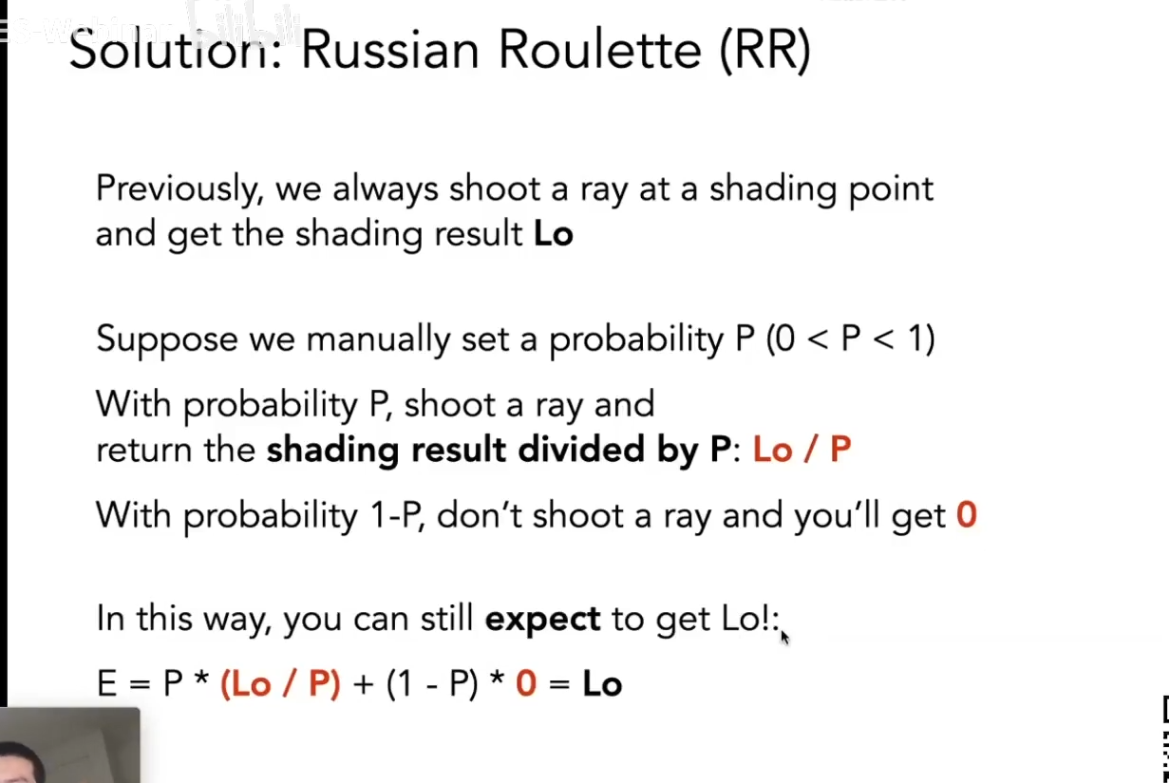 Solution: Russian Roulette (RR)
Previously, we always shoot a ray at a shading point
and get the shading result Lo
Suppose we manually set a probability P (0 < P < 1)
With probability P, shoot a ray and
return the shading result divided by P: Lo / P
With probability 1-P, don't shoot a ray and you'll get 0
In this way, you can still expect to get Lo!:
E = P * (Lo / P) + (1 - P) * 0 = Lo